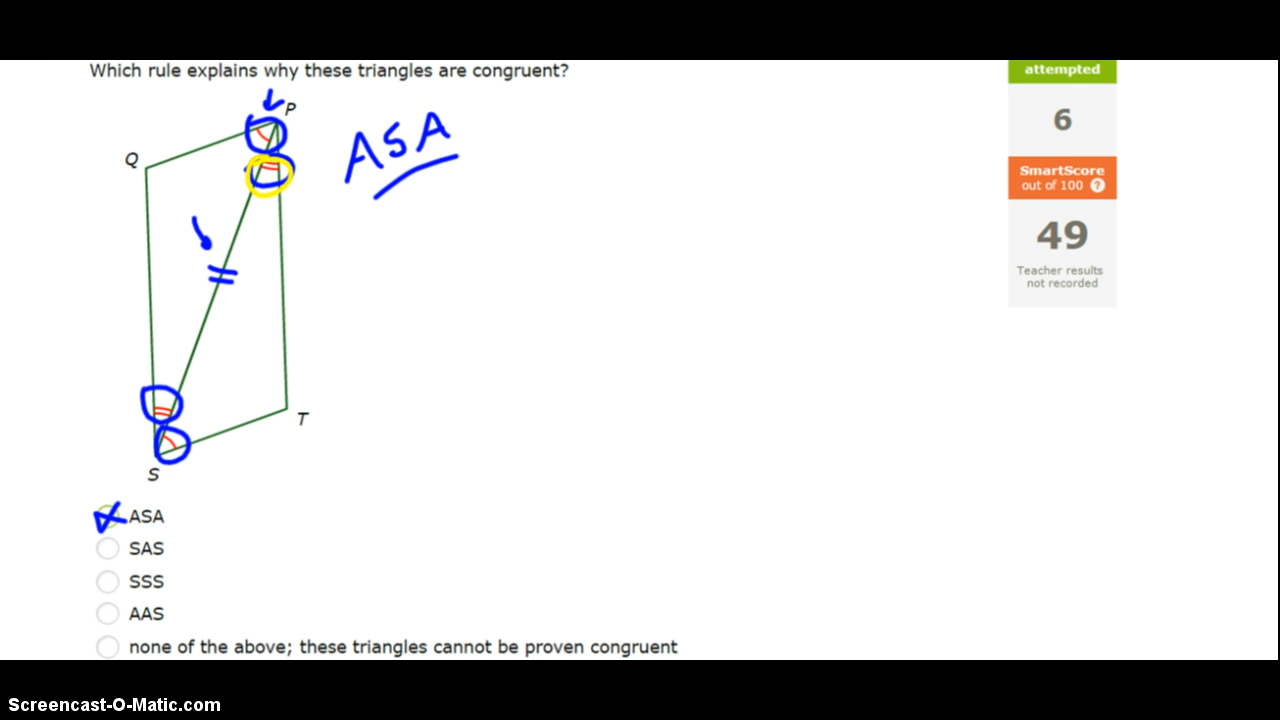 Which rule explains why these triangles are congruent?
attempted
6
SmartScore
out of 100 ?
49
Teacher results
not recorded
P
Q
ASA
T
S
ASA
SAS
SSS
AAS
none of the above; these triangles cannot be proven congruent
Screencast-O-Matic.com